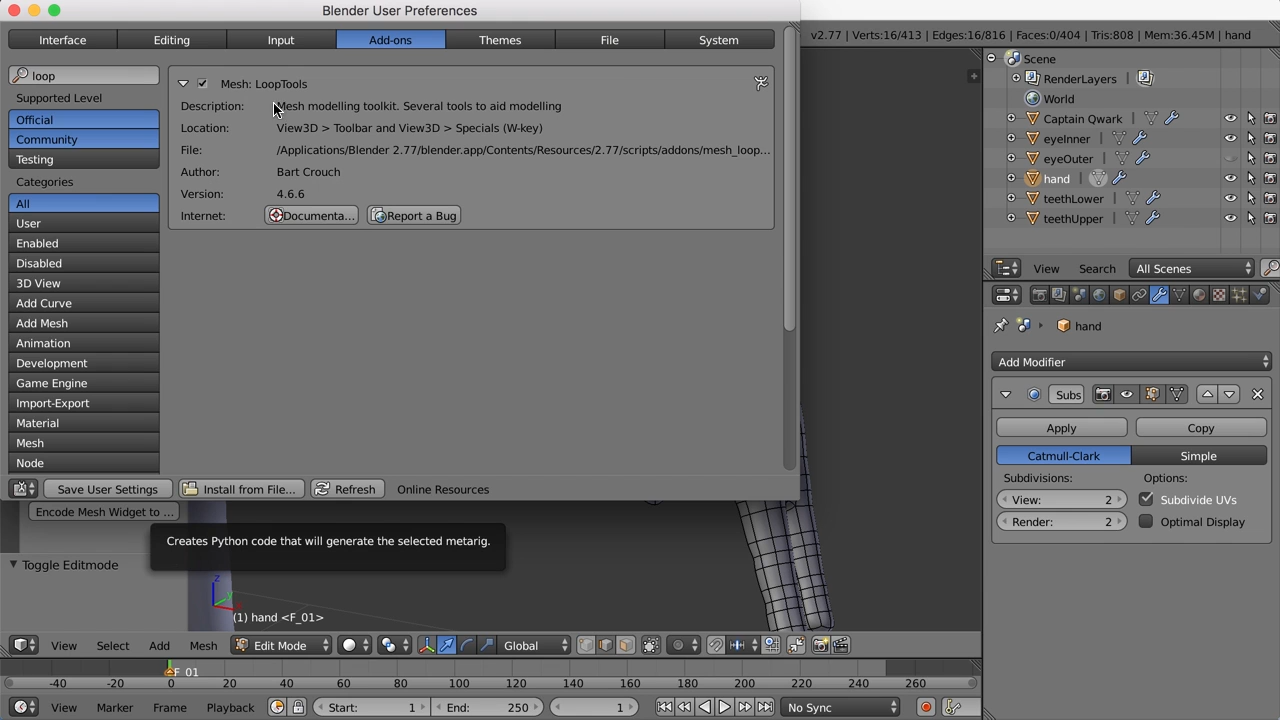 Blender User Preferences
Interface Editing Input Add-ons Themes File System
loop
Supported Level
Official
Community
Testing
Categories
All
User
Enabled
Disabled
3D View
Add Curve
Add Mesh
Animation
Development
Game Engine
Import-Export
Material
Mesh
Node
Mesh: LoopTools
Description: Mesh modelling toolkit. Several tools to aid modelling
Location: View3D > Toolbar and View3D > Specials (W-key)
File: /Applications/Blender 2.77/blender.app/Contents/Resources/2.77/scripts/addons/mesh_loop...
Author: Bart Crouch
Version: 4.6.6
Internet: Documenta... Report a Bug
Save User Settings Install from File... Refresh Online Resources
Encode Mesh Widget to ...
Creates Python code that will generate the selected metarig.
Toggle Editmode
z
y
(1) hand <F_01>
View Select Add Mesh Edit Mode Global
F_01
-40 -20 0 20 40 60 80 100 120 140 160 180 200 220 240 260
View Marker Frame Playback Start: 1 End: 250 1 No Sync
v2.77 | Verts:16/413 | Edges:16/816 | Faces:0/404 | Tris:808 | Mem:36.45M | hand
Scene
RenderLayers
World
Captain Qwark
eyeInner
eyeOuter
hand
teethLower
teethUpper
View Search All Scenes
hand
Add Modifier
Subs
Apply Copy
Catmull-Clark Simple
Subdivisions: Options:
View: 2 Subdivide UVs
Render: 2 Optimal Display